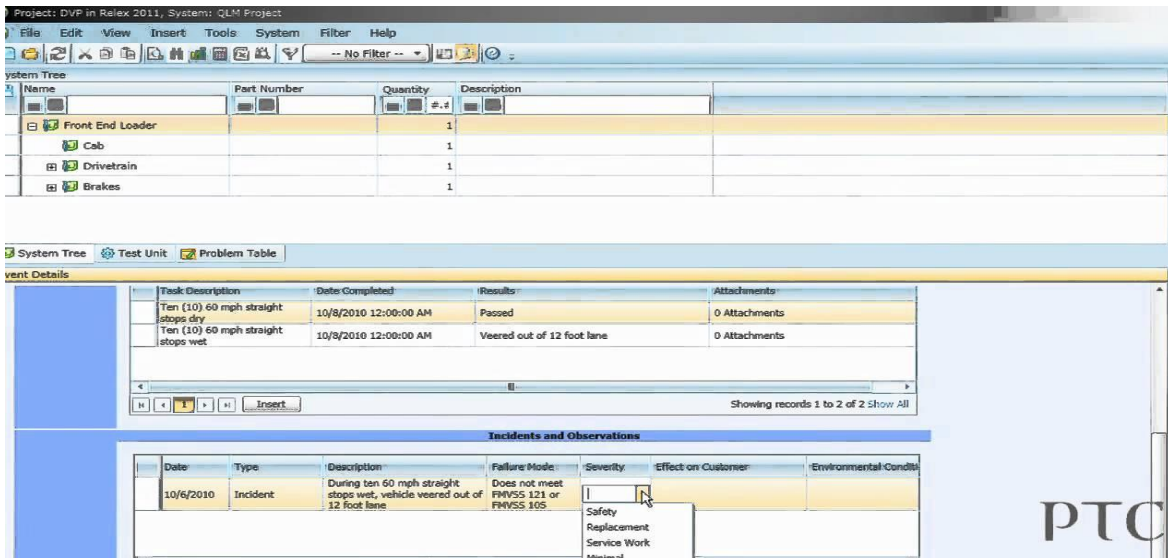 Project: DVP in Relex 2011, System: QLM Project
File Edit View Insert Tools System Filter Help
-- No Filter --
ystem Tree
Name Part Number Quantity Description
#.#
Front End Loader 1
Cab 1
Drivetrain 1
Brakes 1
System Tree Test Unit Problem Table
vent Details
Task Description Date Completed Results Attachments
Ten (10) 60 mph straight stops dry 10/8/2010 12:00:00 AM Passed 0 Attachments
Ten (10) 60 mph straight stops wet 10/8/2010 12:00:00 AM Veered out of 12 foot lane 0 Attachments
1 Insert Showing records 1 to 2 of 2 Show All
Incidents and Observations
Date Type Description Failure Mode Severity Effect on Customer Environmental Conditi
10/6/2010 Incident During ten 60 mph straight stops wet, vehicle veered out of 12 foot lane Does not meet FMVSS 121 or FMVSS 105
Safety
Replacement
Service Work
Minimal
PTC